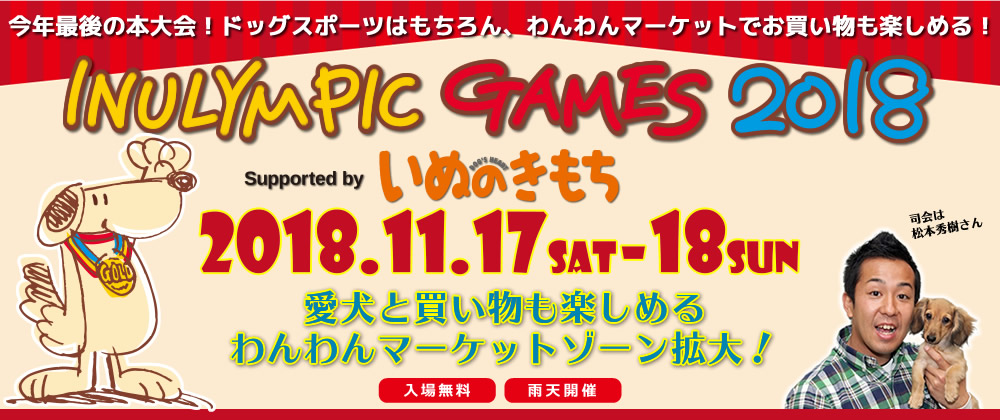 今年最後の本大会！ドッグスポーツはもちろん、わんわんマーケットでお買い物も楽しめる！
INULYMPIC GAMES 2018
Supported by いぬのきもち
DOG'S HEART
2018.11.17SAT-18SUN
司会は
松本秀樹さん
GOLD
愛犬と買い物も楽しめる
わんわんマーケットゾーン拡大！
入場無料 雨天開催